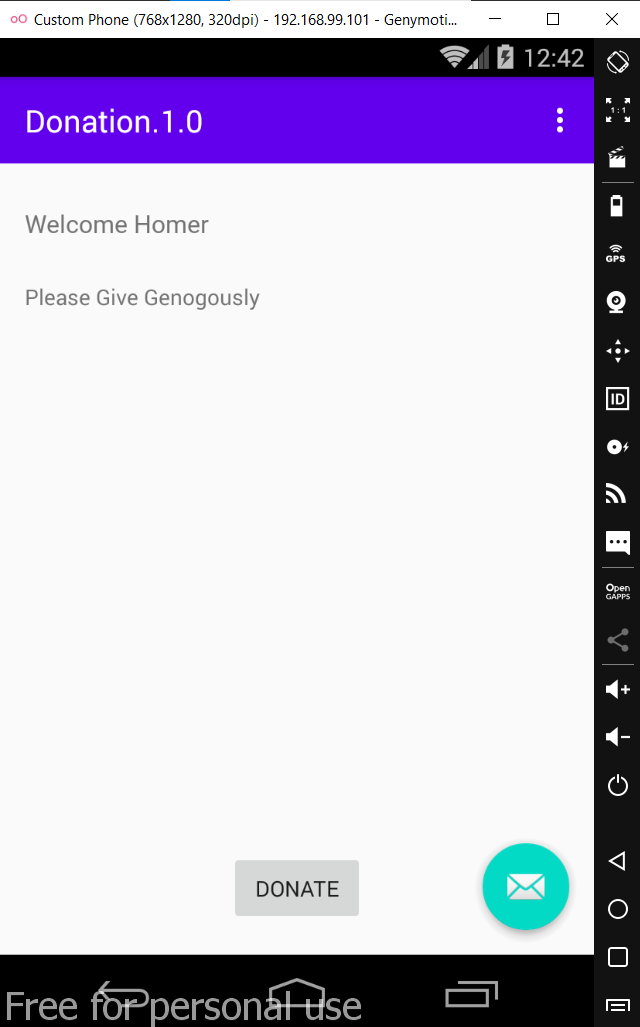 Custom Phone (768x1280, 320dpi) - 192.168.99.101 - Genymoti...
12:42
Donation.1.0
1:1
Welcome Homer
GPS
Please Give Genogously
ID
Open
GAPPS
DONATE
Free for personal use